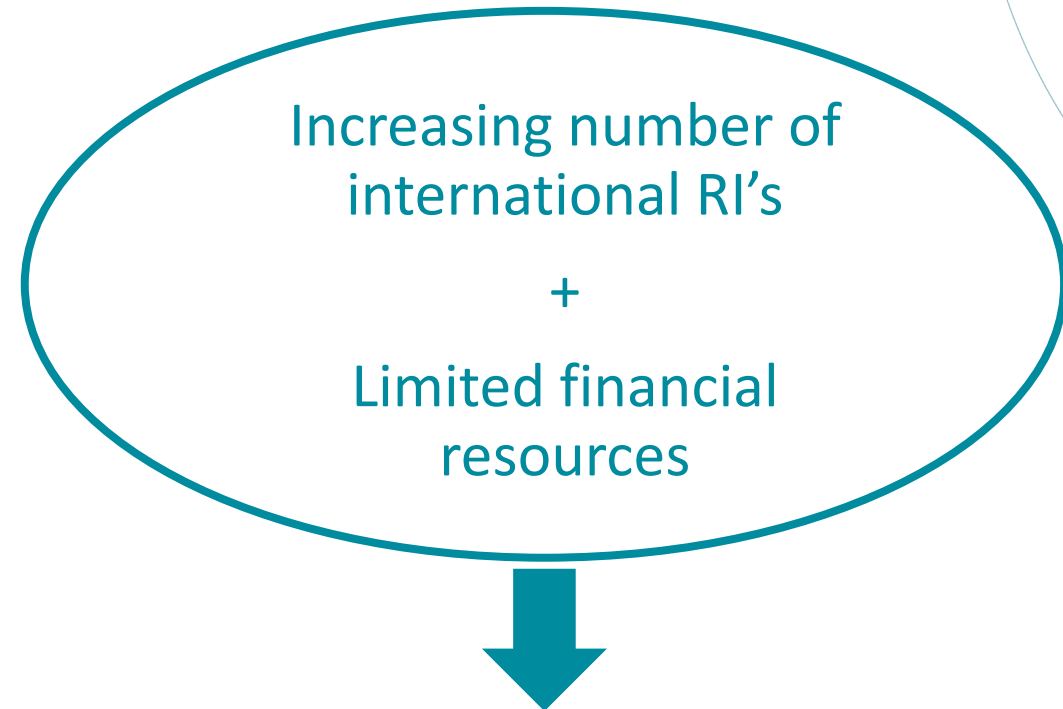 Increasing number of
international RI’s
+
Limited financial
resources